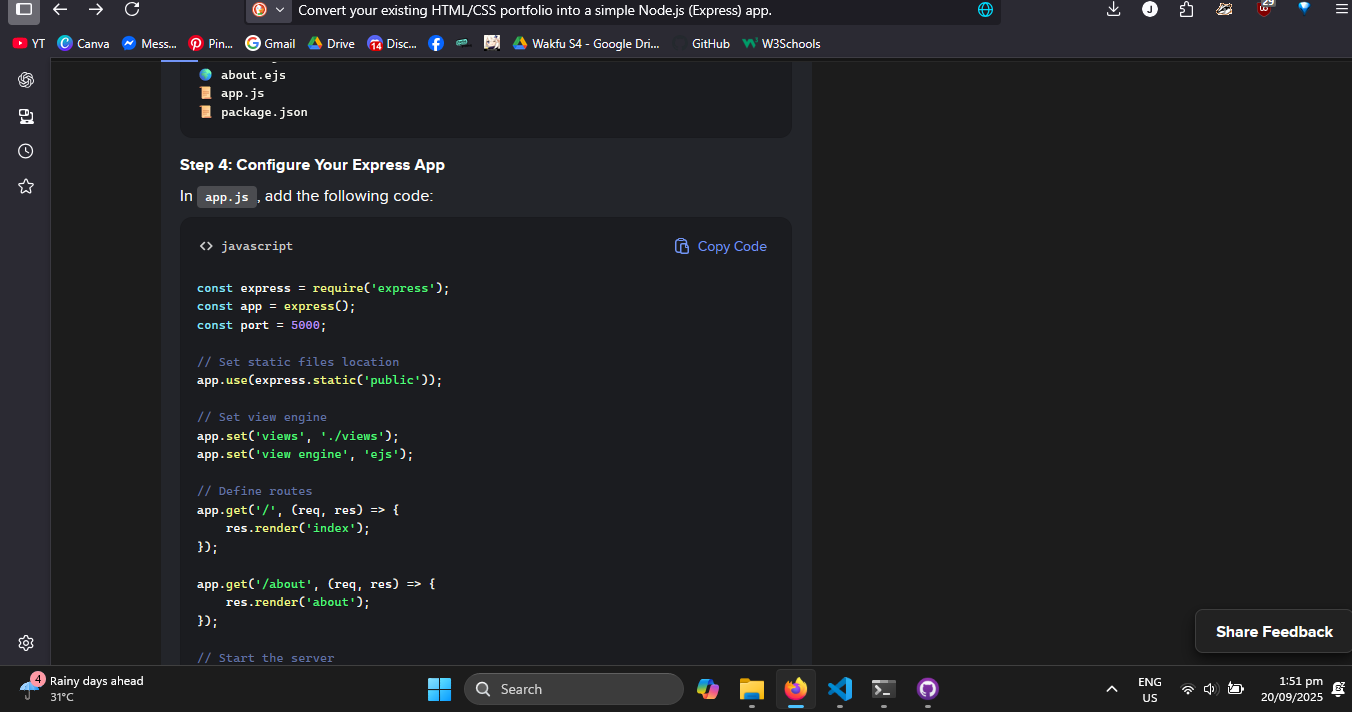 Convert your existing HTML/CSS portfolio into a simple Node.js (Express) app.
J
29
YT
Canva
Mess...
Pin...
Gmail
Drive
14
Disc...
Wakfu S4 - Google Dri...
GitHub
W3Schools
about.ejs
app.js
package.json
Step 4: Configure Your Express App
In app.js, add the following code:
<> javascript
Copy Code
const express = require('express');
const app = express();
const port = 5000;
// Set static files location
app.use(express.static('public'));
// Set view engine
app.set('views', './views');
app.set('view engine', 'ejs');
// Define routes
app.get('/', (req, res) => {
    res.render('index');
});
app.get('/about', (req, res) => {
    res.render('about');
});
// Start the server
Share Feedback
4
Rainy days ahead
31°C
Search
ENG
US
1:51 pm
20/09/2025